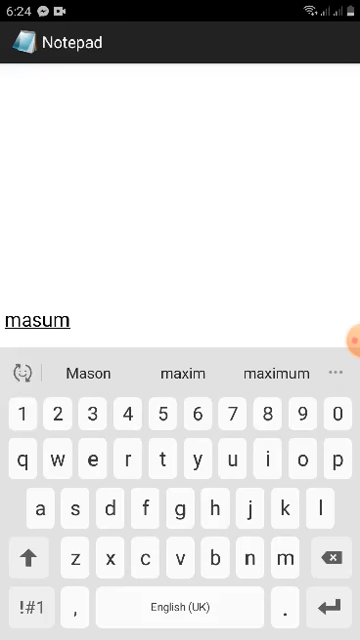 6:24
Notepad
masum
Mason maxim maximum
1 2 3 4 5 6 7 8 9 0
q w e r t y u i o p
a s d f g h j k l
z x c v b n m
!#1 , English (UK) .